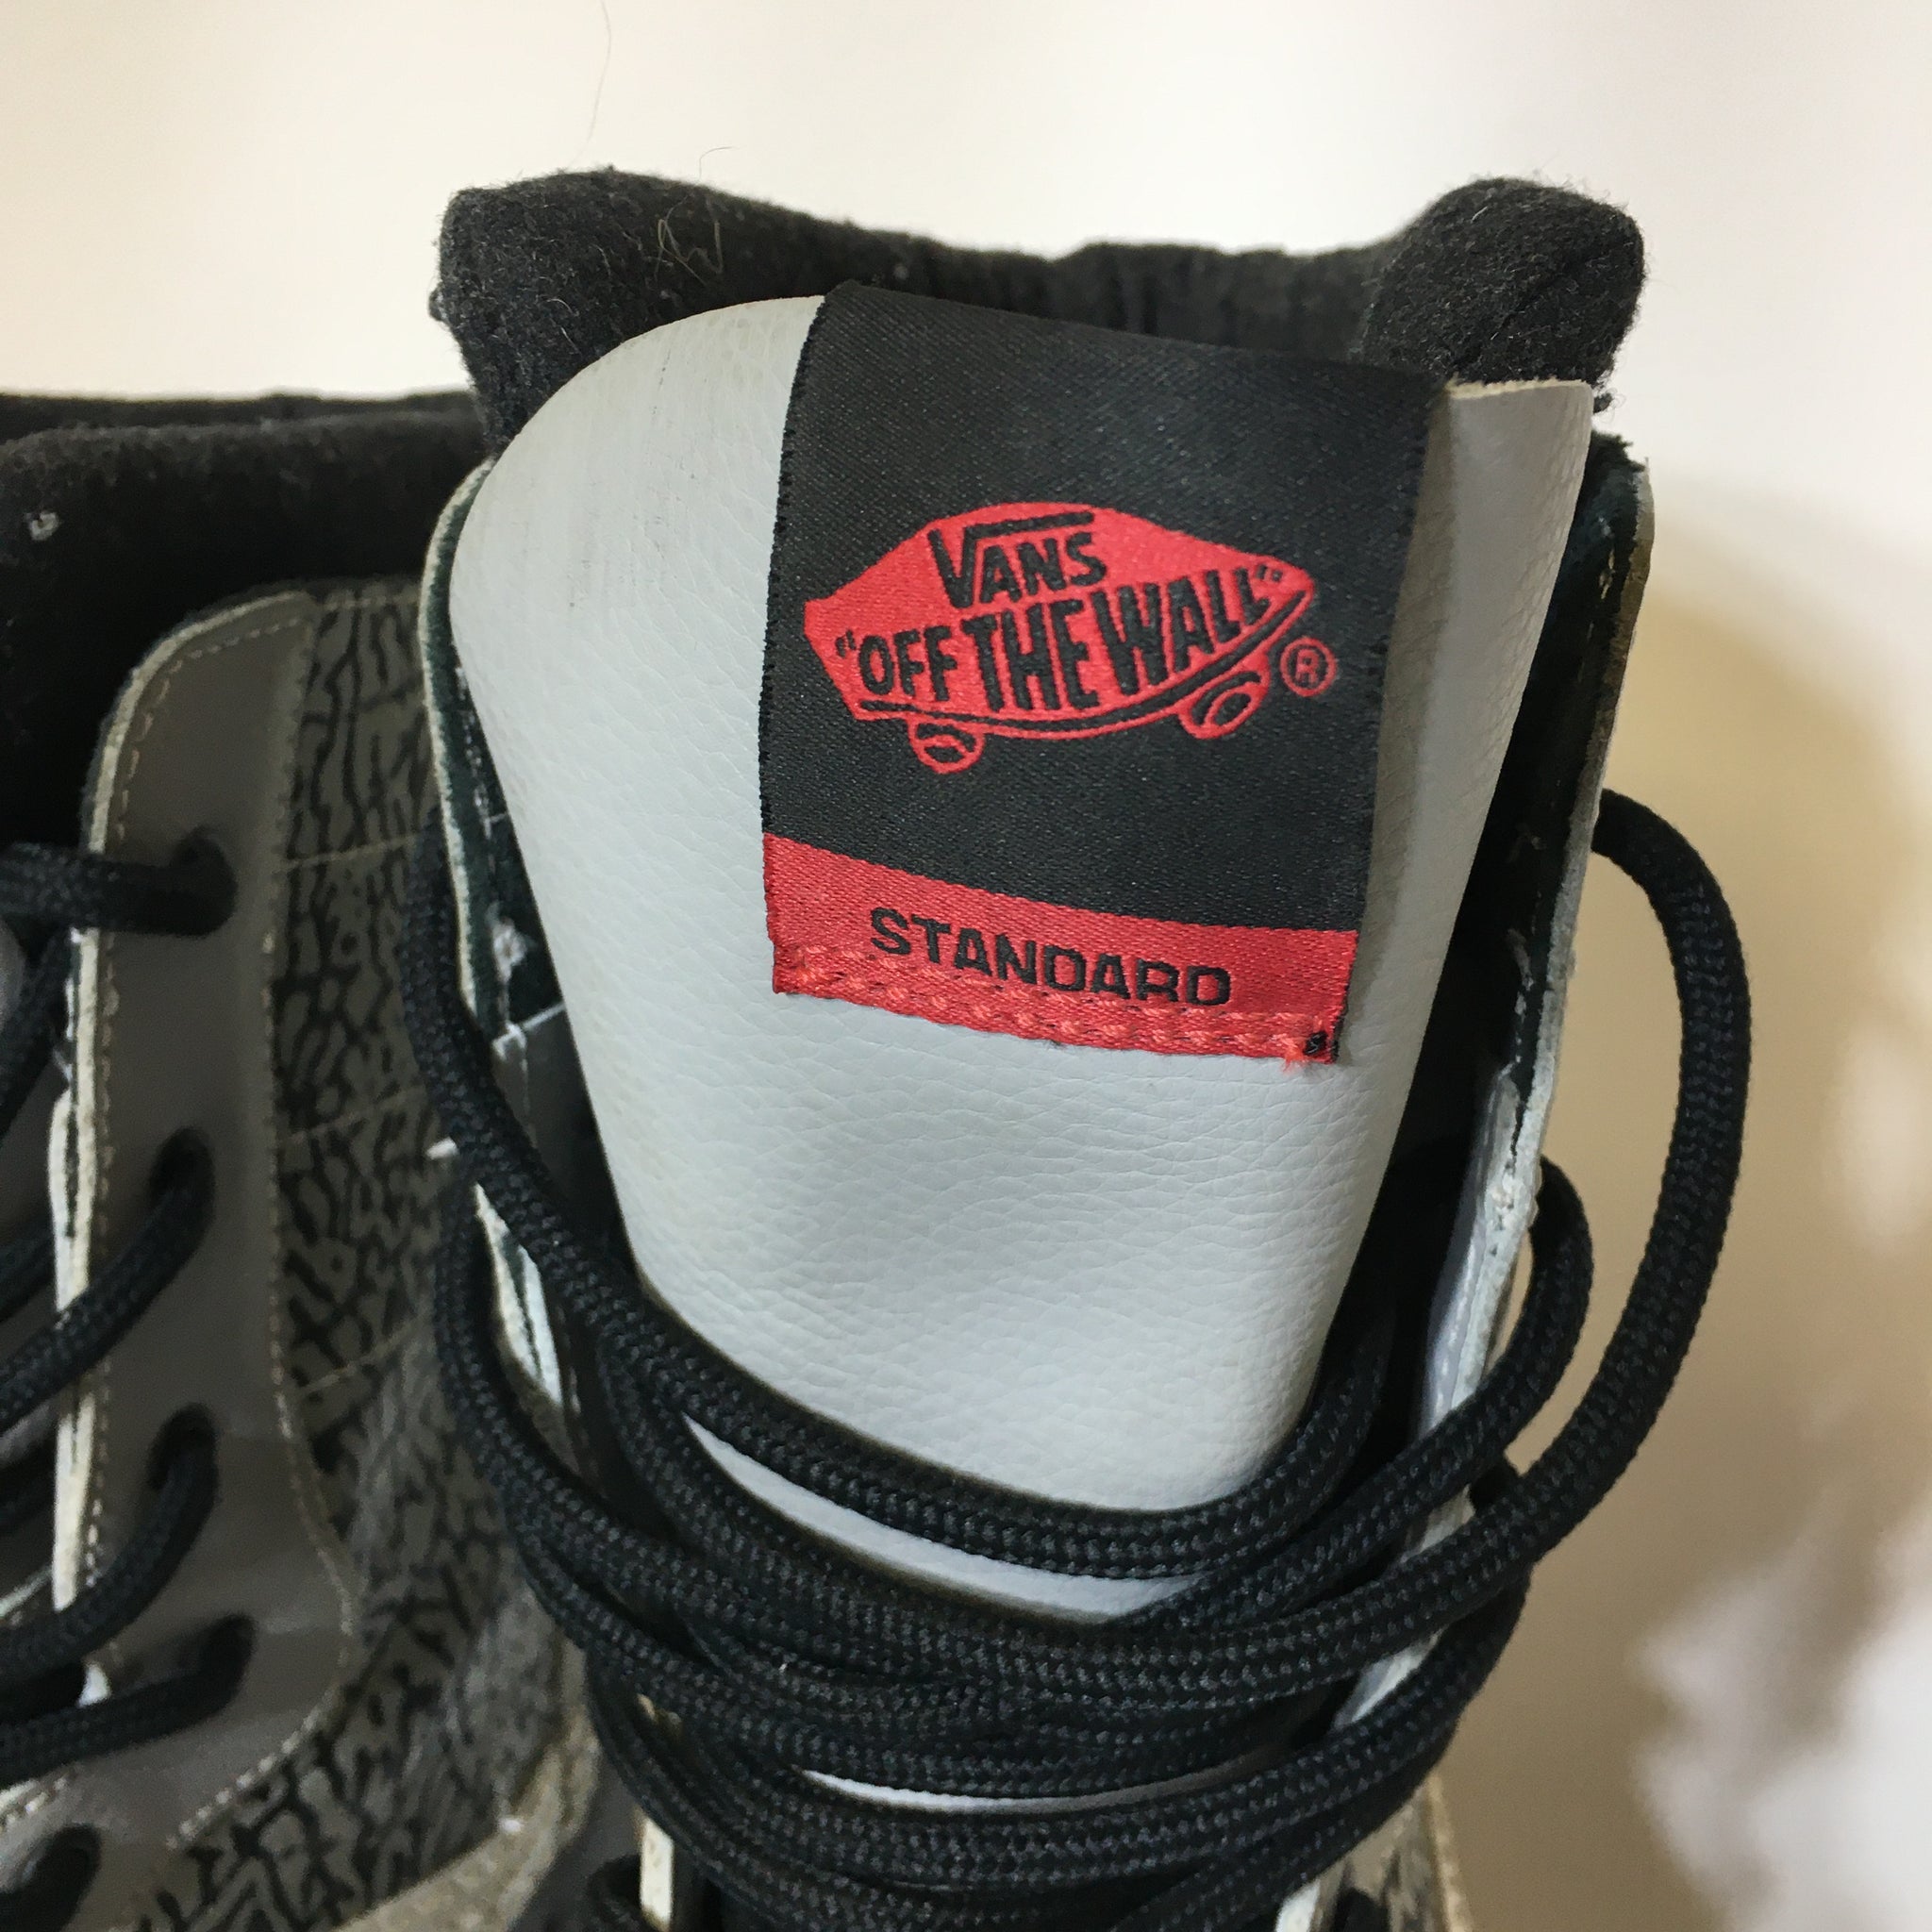 VANS
"OFF THE WALL"
®
STANDARD